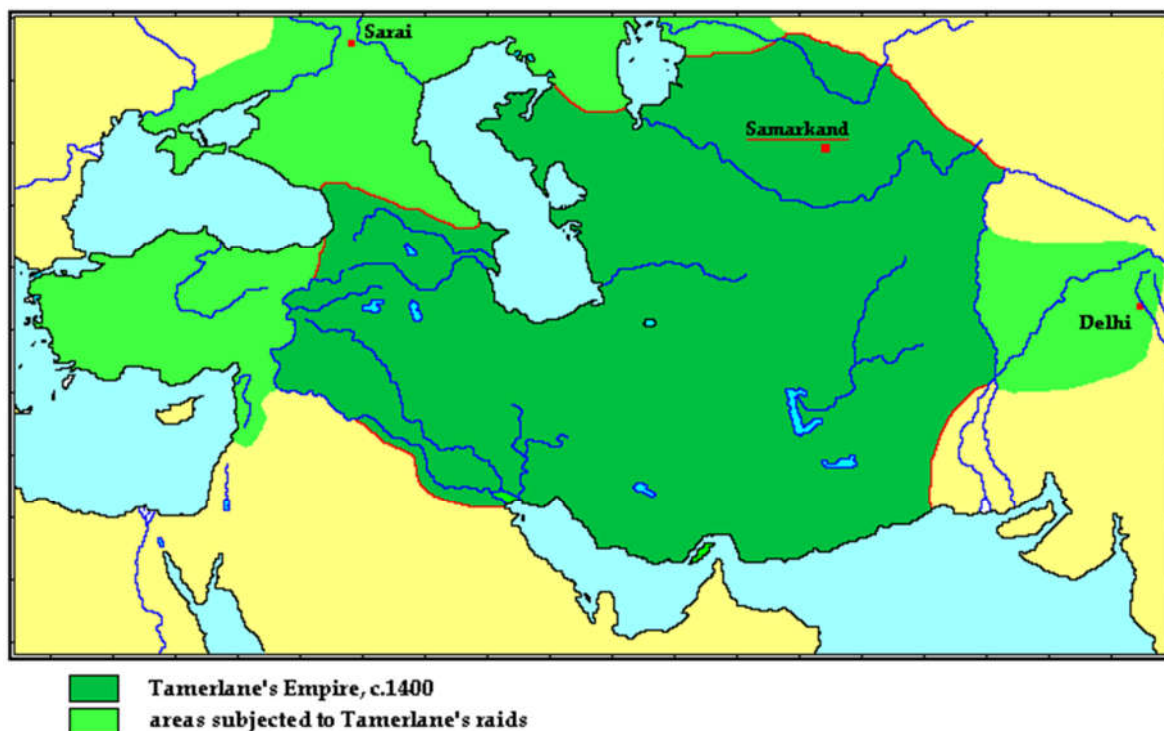 Sarai
Samarkand
Delhi
Tamerlane's Empire, c.1400
areas subjected to Tamerlane's raids